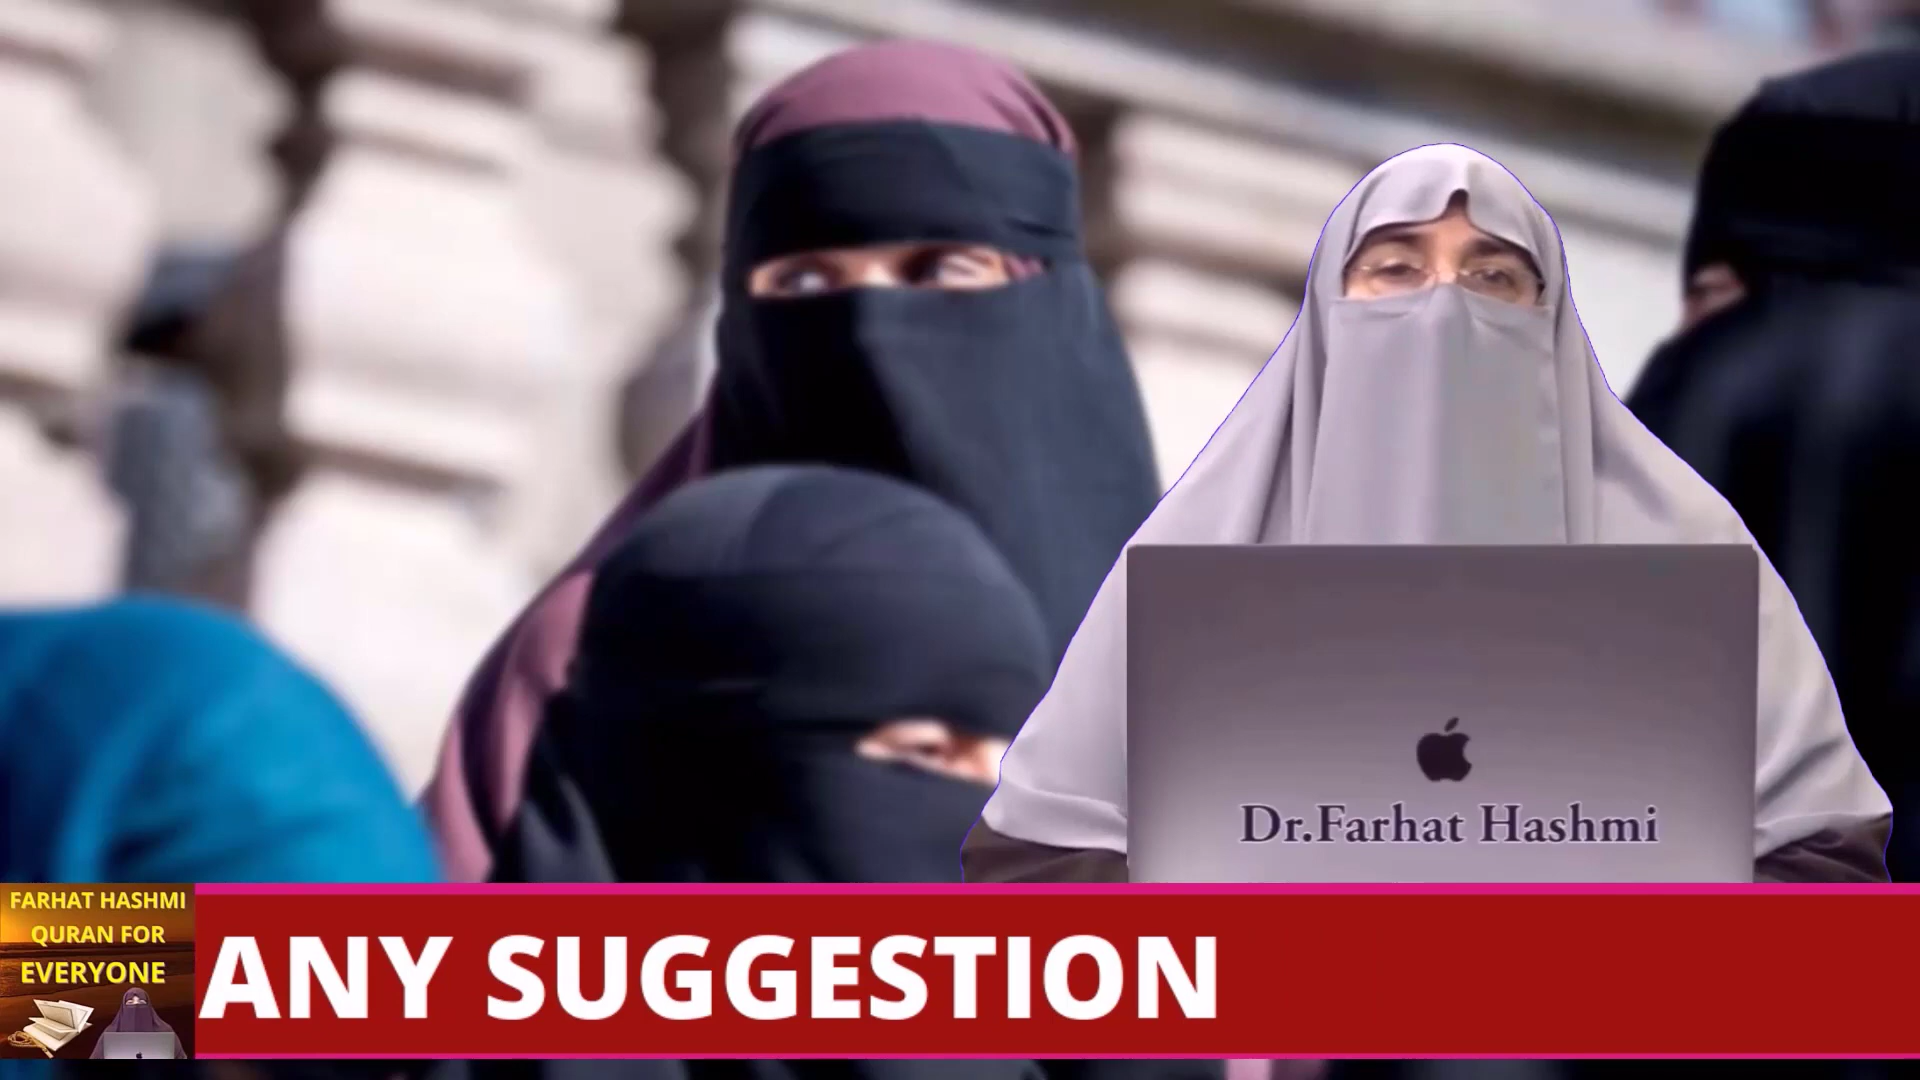 Dr.Farhat Hashmi
FARHAT HASHMI
QURAN FOR
EVERYONE
ANY SUGGESTION